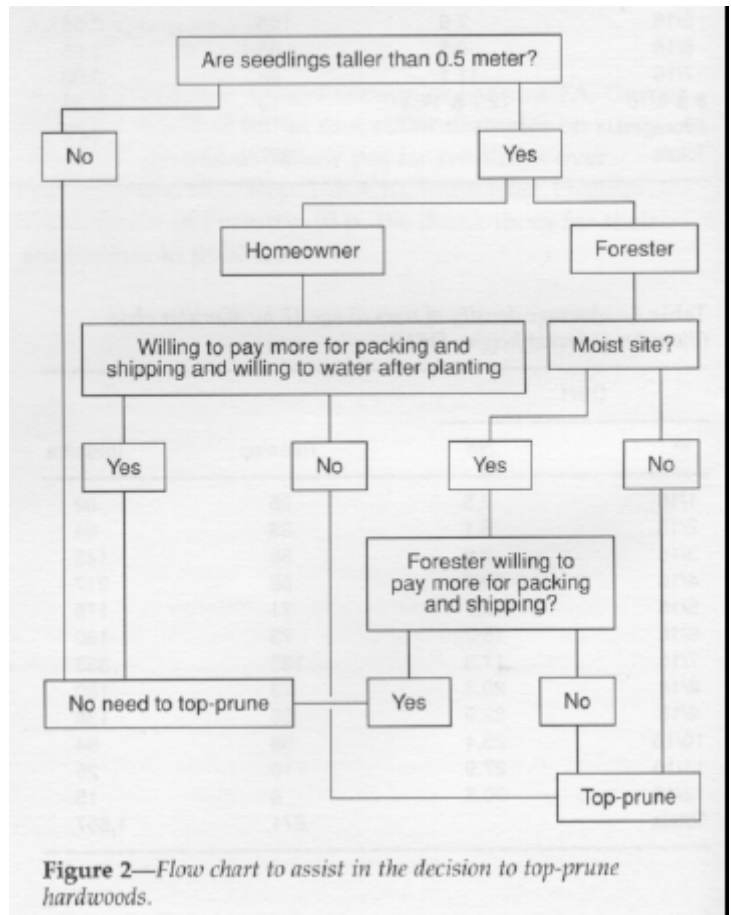 Are seedlings taller than 0.5 meter?
No
Yes
Homeowner
Forester
Willing to pay more for packing and
shipping and willing to water after planting
Moist site?
Yes
No
Yes
No
Forester willing to
pay more for packing
and shipping?
No need to top-prune
Yes
No
Top-prune
Figure 2—Flow chart to assist in the decision to top-prune
hardwoods.